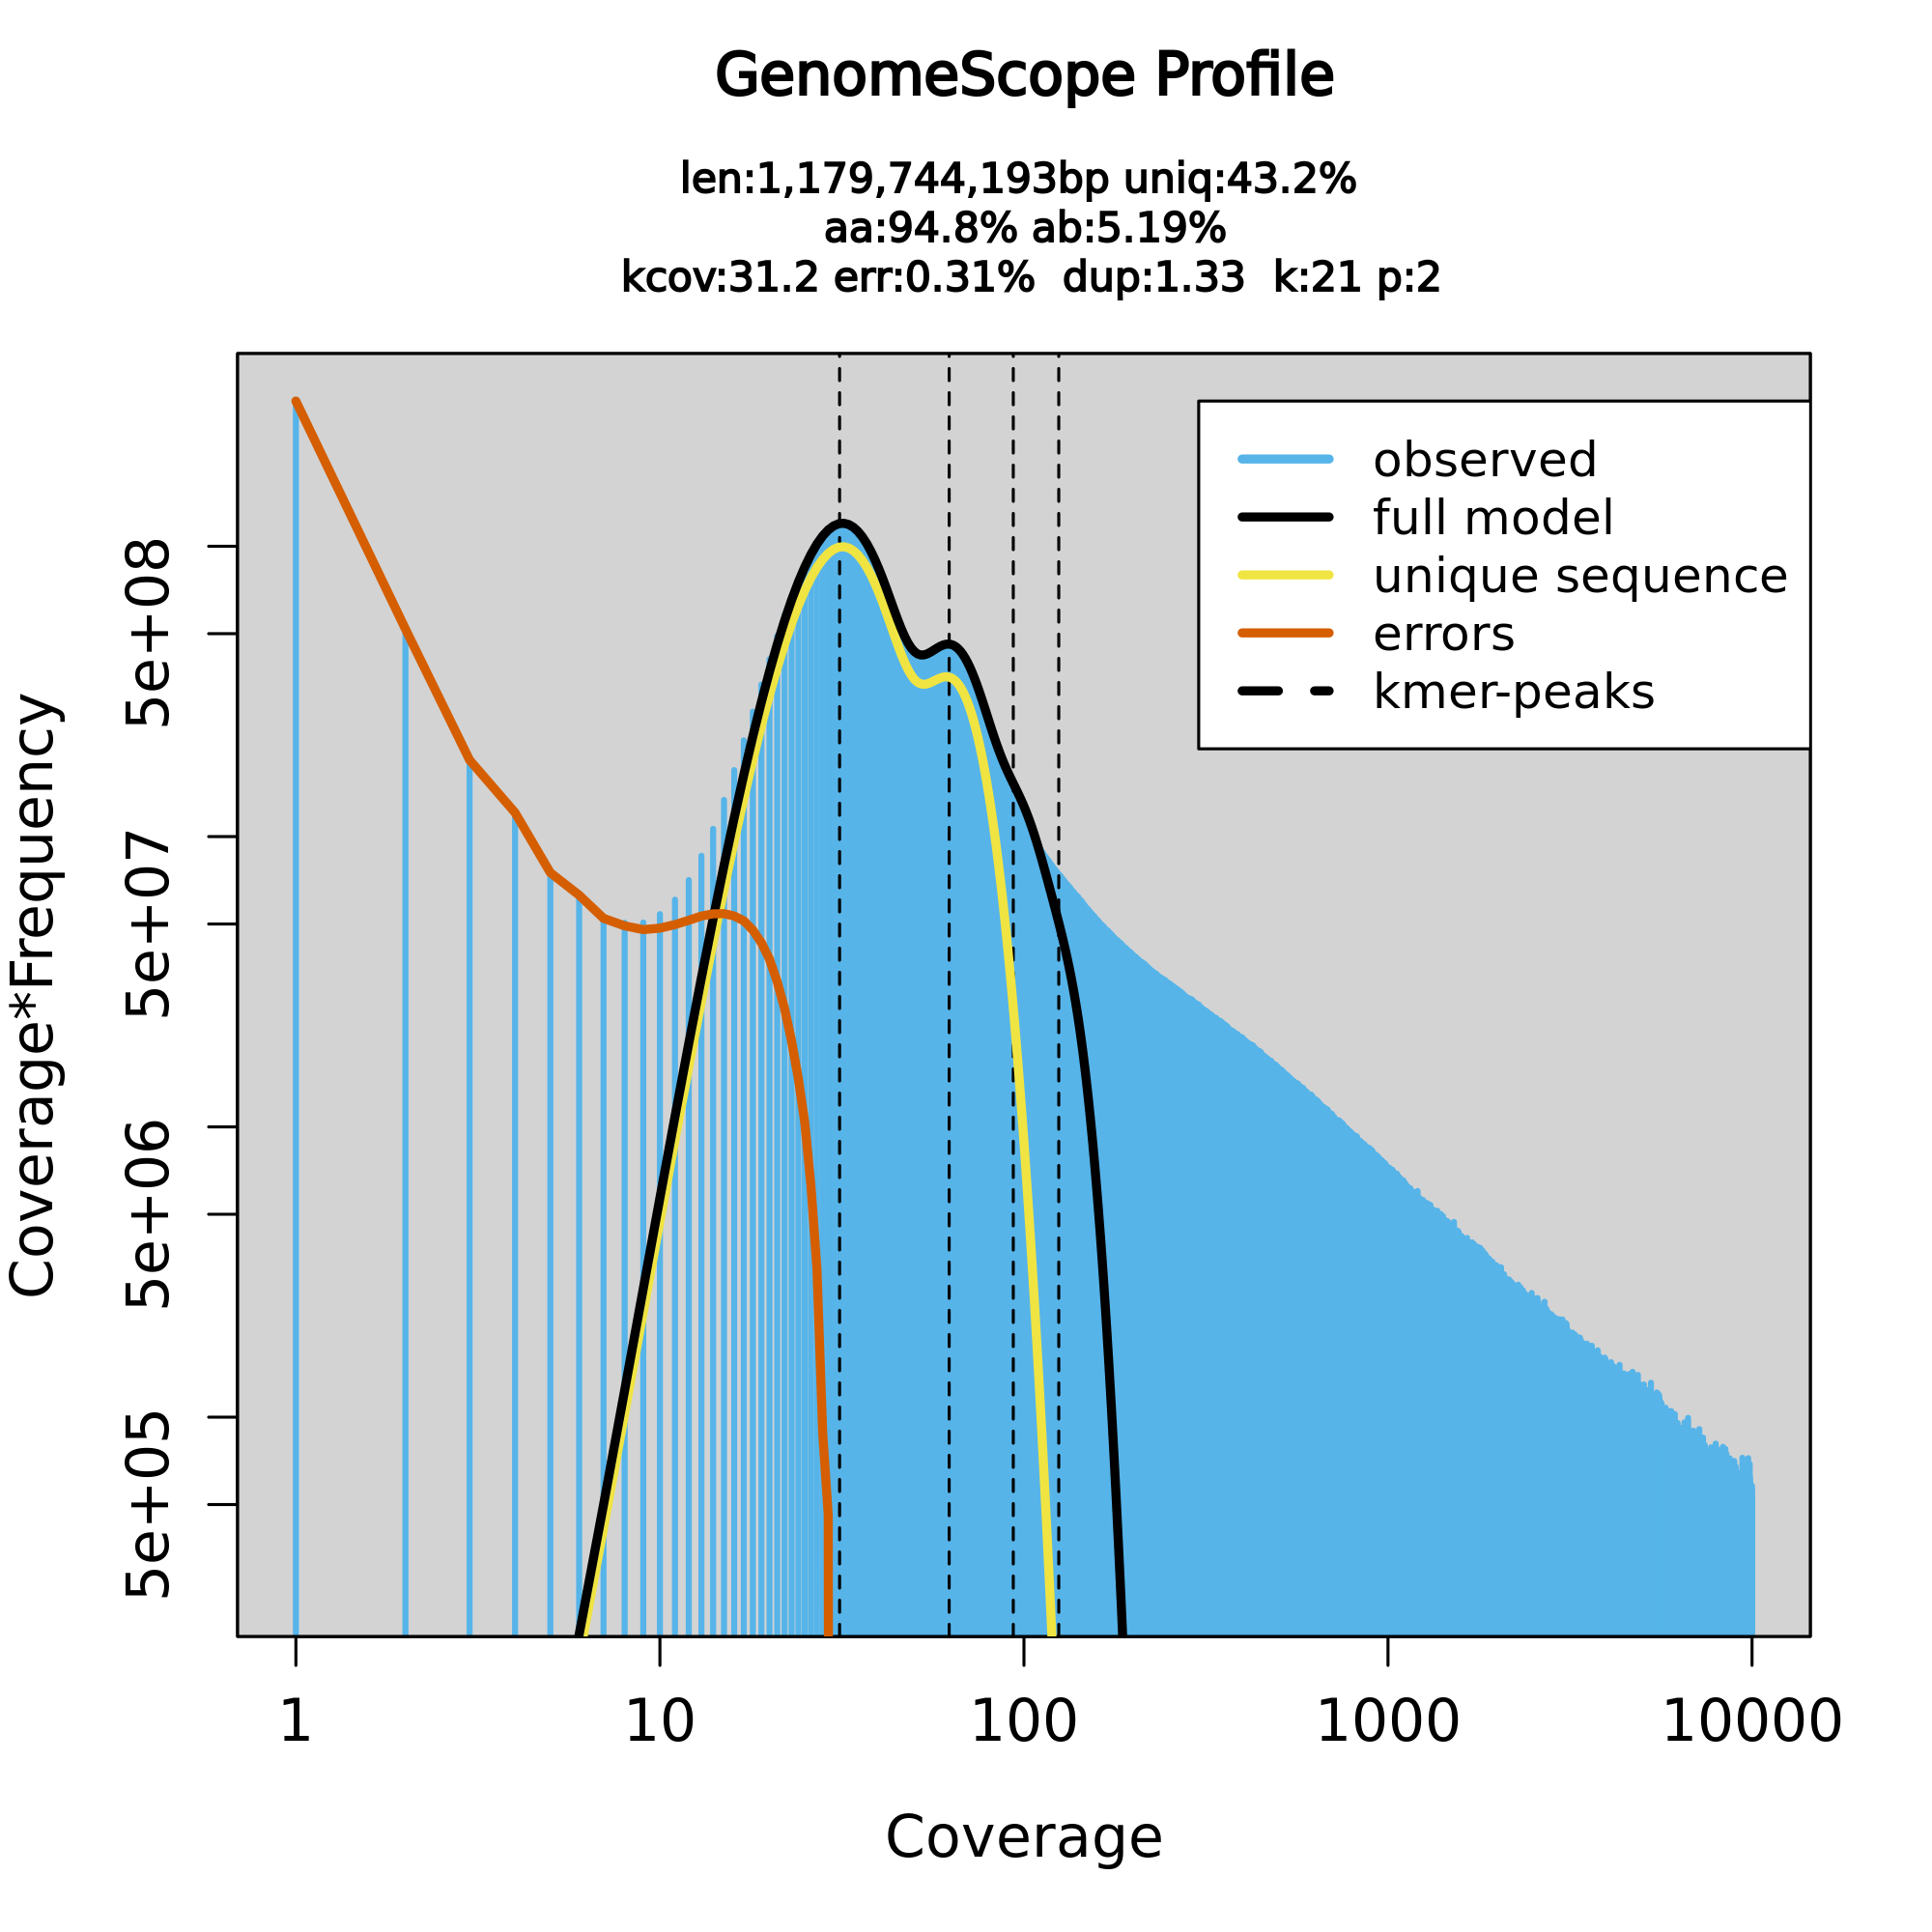 GenomeScope Profile
len:1,179,744,193bp uniq:43.2%
aa:94.8% ab:5.19%
kcov:31.2 err:0.31%  dup:1.33  k:21 p:2
observed
full model
unique sequence
errors
kmer-peaks
Coverage*Frequency
5e+08
5e+07
5e+06
5e+05
1 10 100 1000 10000
Coverage